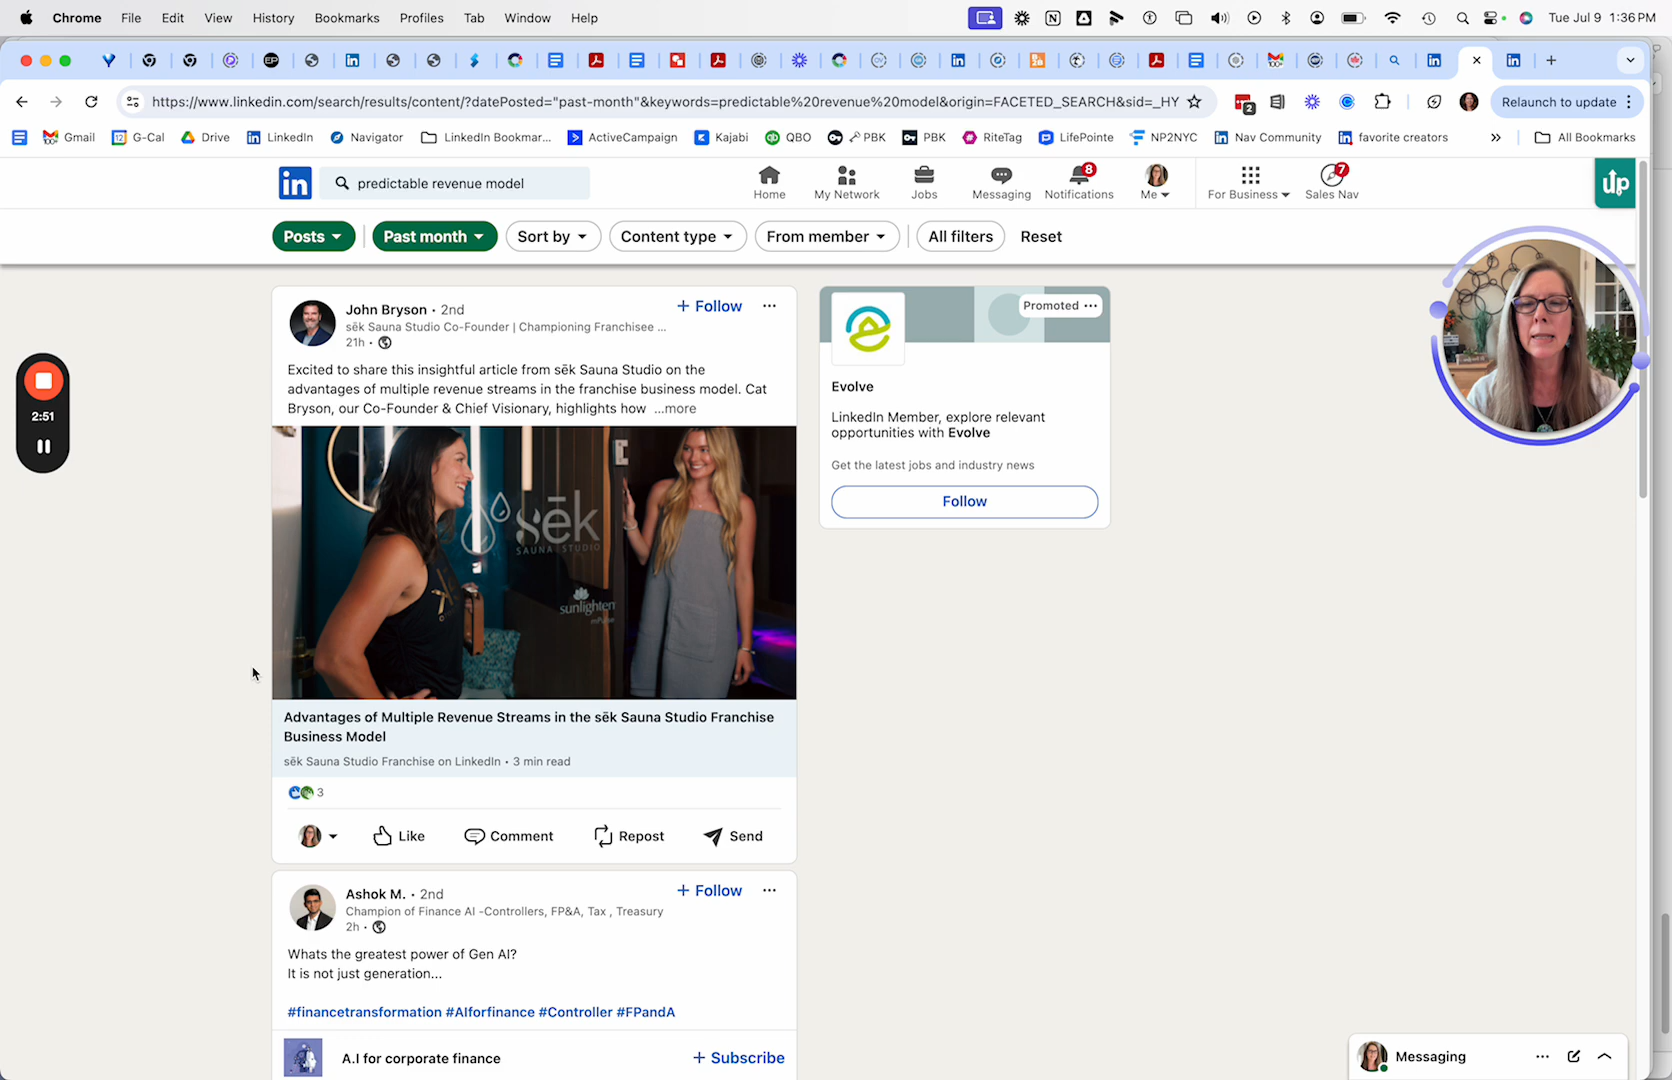 Chrome File Edit View History Bookmarks Profiles Tab Window Help Tue Jul 9 1:36 PM
https://www.linkedin.com/search/results/content/?datePosted="past-month"&keywords=predictable%20revenue%20model&origin=FACETED_SEARCH&sid=_HY Relaunch to update
Gmail G-Cal Drive LinkedIn Navigator LinkedIn Bookmar... ActiveCampaign Kajabi QBO PBK PBK RiteTag LifePointe NP2NYC Nav Community favorite creators » All Bookmarks
in predictable revenue model
Home My Network Jobs Messaging 8 Notifications Me For Business 7 Sales Nav
up
Posts Past month Sort by Content type From member All filters Reset
John Bryson • 2nd
+ Follow
sēk Sauna Studio Co-Founder | Championing Franchisee ...
21h •
Excited to share this insightful article from sēk Sauna Studio on the
advantages of multiple revenue streams in the franchise business model. Cat
Bryson, our Co-Founder & Chief Visionary, highlights how ...more
sēk
SAUNA STUDIO
sunlighten
mPulse
Advantages of Multiple Revenue Streams in the sēk Sauna Studio Franchise
Business Model
sēk Sauna Studio Franchise on LinkedIn • 3 min read
3
Like Comment Repost Send
Ashok M. • 2nd
+ Follow
Champion of Finance AI -Controllers, FP&A, Tax , Treasury
2h •
Whats the greatest power of Gen AI?
It is not just generation...
#financetransformation #AIforfinance #Controller #FPandA
A.I for corporate finance + Subscribe
Promoted
Evolve
LinkedIn Member, explore relevant
opportunities with Evolve
Get the latest jobs and industry news
Follow
2:51
Messaging